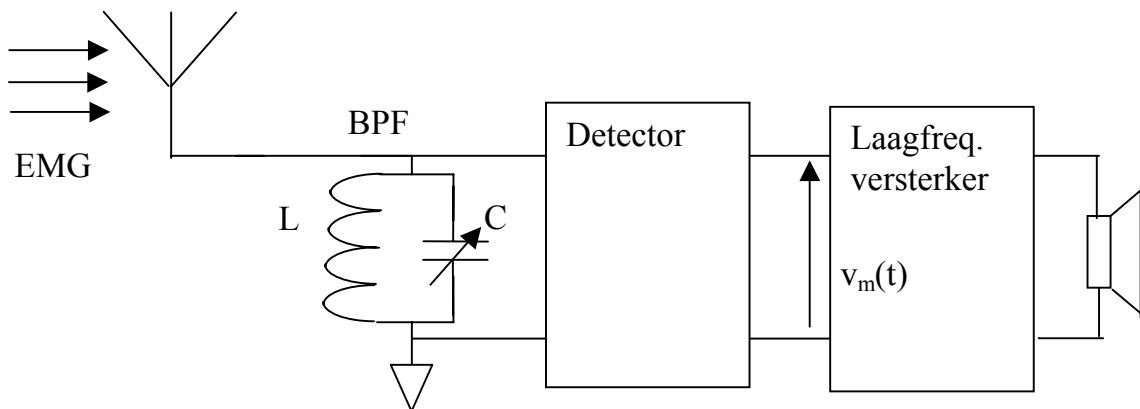 EMG
BPF
L
C
Detector
v_m(t)
Laagfreq.
versterker